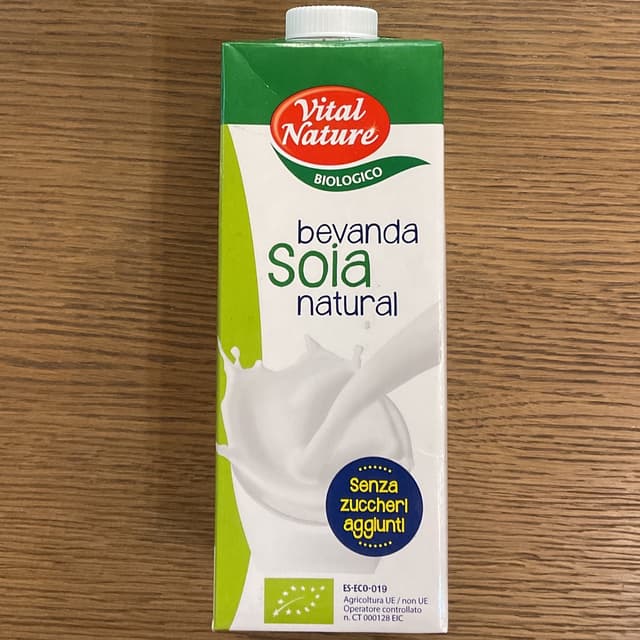 Vital
Nature
BIOLOGICO
bevanda
Soia
natural
Senza
zuccheri
aggiunti
ES-ECO-019
Agricoltura UE / non UE
Operatore controllato
n. CT 000128 EIC